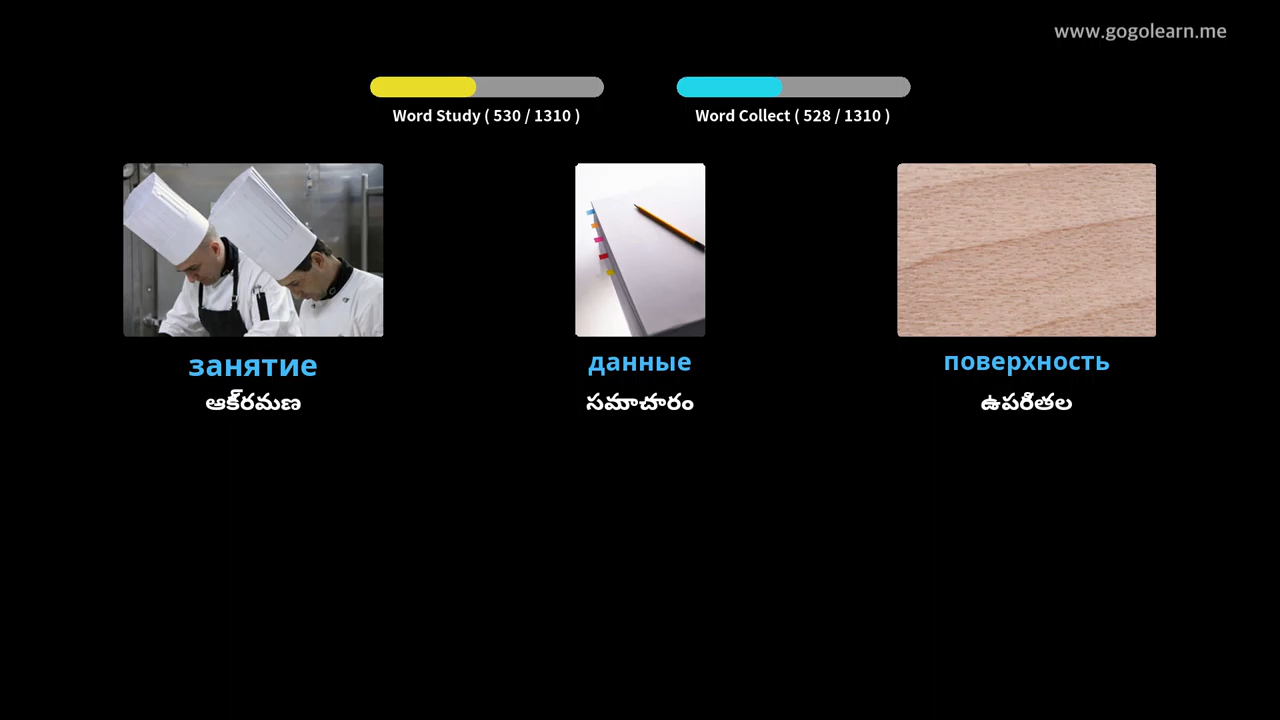 www.gogolearn.me
Word Study ( 530 / 1310 )
Word Collect ( 528 / 1310 )
занятие
данные
поверхность
ఆక్రమణ
సమాచారం
ఉపరితల